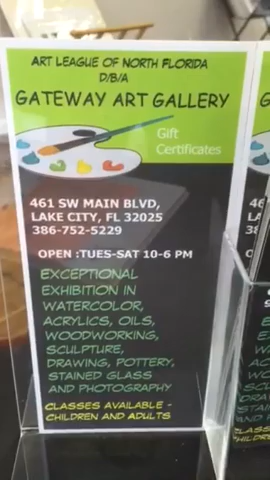 ART LEAGUE OF NORTH FLORIDA
D/B/A
GATEWAY ART GALLERY
Gift
Certificates
461 SW MAIN BLVD,
LAKE CITY, FL 32025
386-752-5229
OPEN :TUES-SAT 10-6 PM
EXCEPTIONAL
EXHIBITION IN
WATERCOLOR,
ACRYLICS, OILS,
WOODWORKING,
SCULPTURE,
DRAWING, POTTERY,
STAINED GLASS
AND PHOTOGRAPHY
CLASSES AVAILABLE -
CHILDREN AND ADULTS